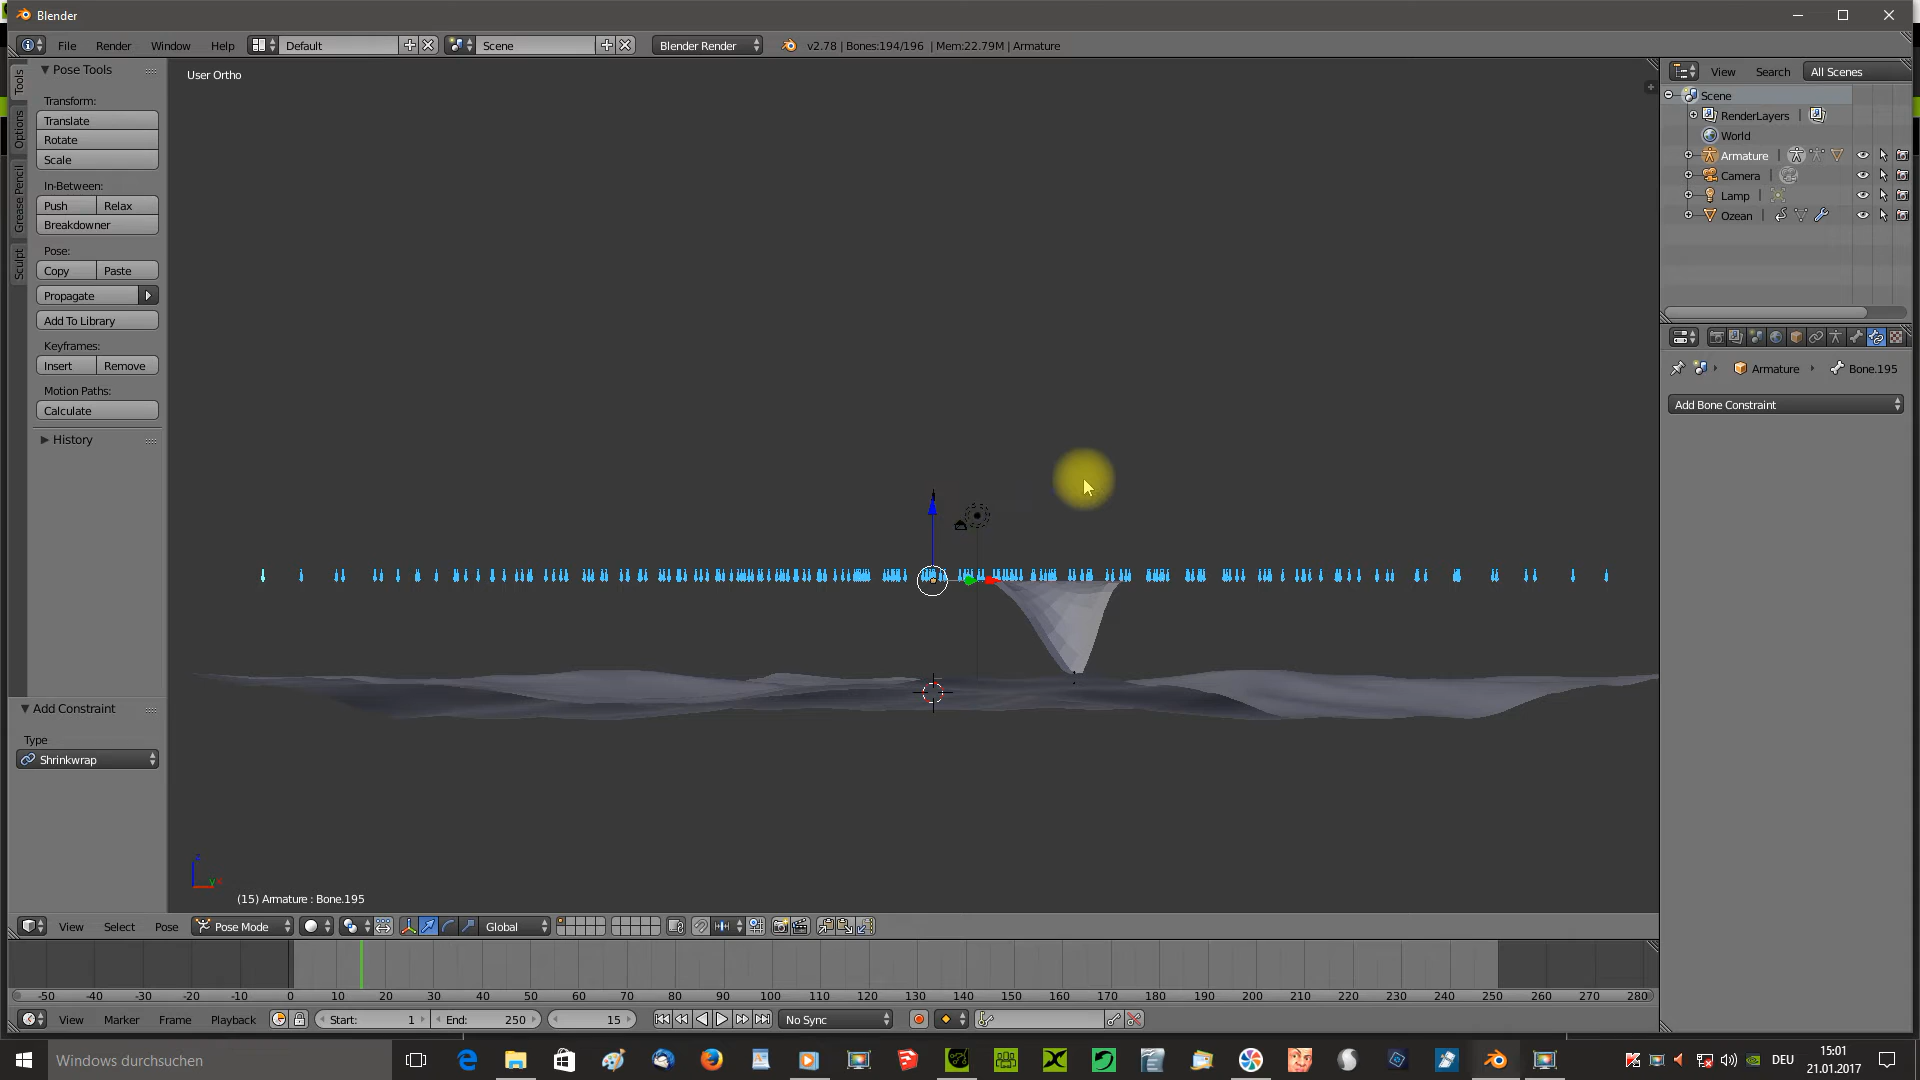 Blender
File Render Window Help Default Scene Blender Render v2.78 | Bones:194/196 | Mem:22.79M | Armature
Pose Tools
User Ortho
View Search All Scenes
Tools
Options
Grease Pencil
Sculpt
Transform:
Translate
Rotate
Scale
In-Between:
Push Relax
Breakdowner
Pose:
Copy Paste
Propagate
Add To Library
Keyframes:
Insert Remove
Motion Paths:
Calculate
History
Add Constraint
Type
Shrinkwrap
Scene
RenderLayers
World
Armature
Camera
Lamp
Ozean
Armature Bone.195
Add Bone Constraint
(15) Armature : Bone.195
View Select Pose Pose Mode Global
-50 -40 -30 -20 -10 0 10 20 30 40 50 60 70 80 90 100 110 120 130 140 150 160 170 180 190 200 210 220 230 240 250 260 270 280
View Marker Frame Playback Start: 1 End: 250 15 No Sync
Windows durchsuchen
DEU
15:01
21.01.2017